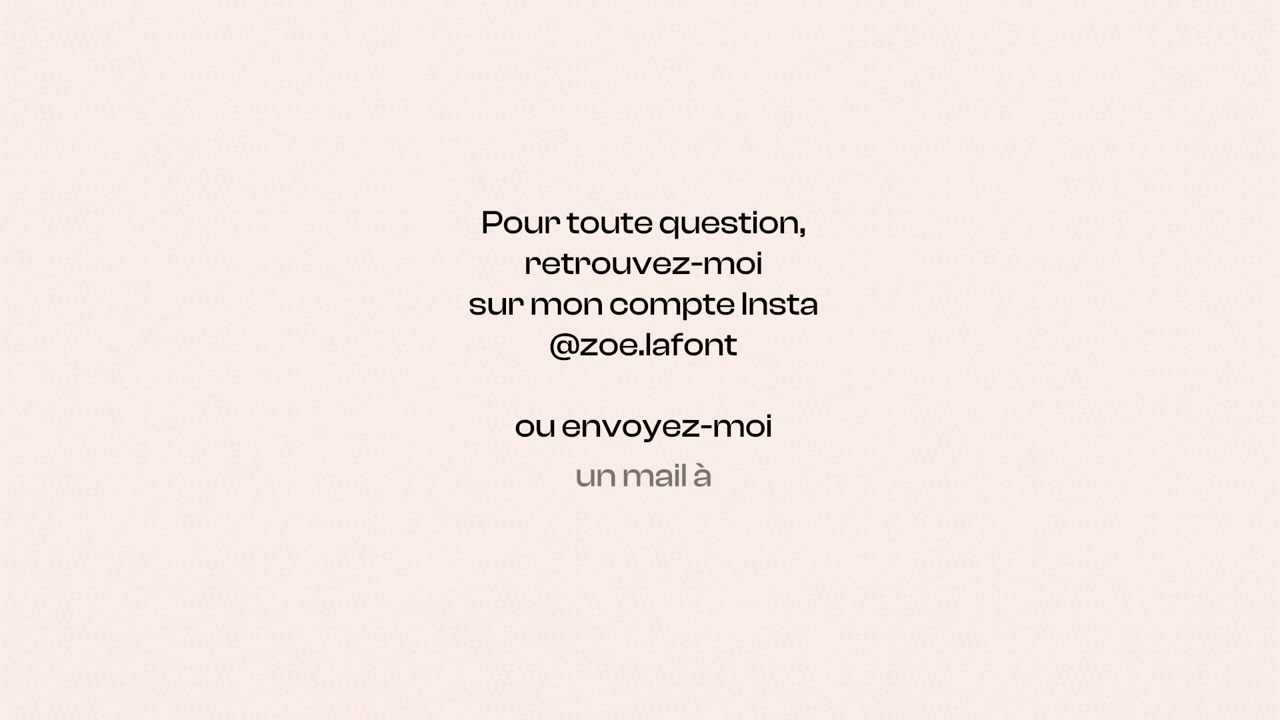 Pour toute question,
retrouvez-moi
sur mon compte Insta
@zoe.lafont
ou envoyez-moi
un mail à